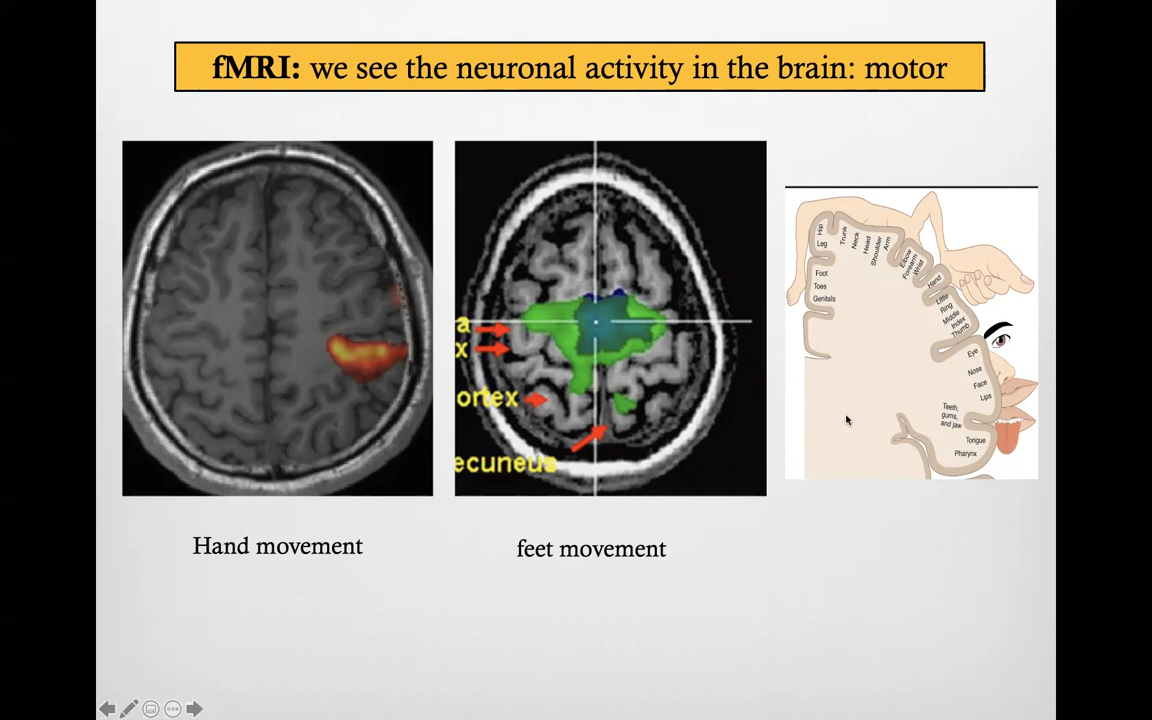 fMRI: we see the neuronal activity in the brain: motor
a
x
ortex
ecuneus
Hand movement
feet movement
Hip
Leg
Foot
Toes
Genitals
Trunk
Neck
Head
Shoulder
Arm
Elbow
Forearm
Wrist
Hand
Little
Ring
Middle
Index
Thumb
Eye
Nose
Face
Lips
Teeth,
gums,
and jaw
Tongue
Pharynx